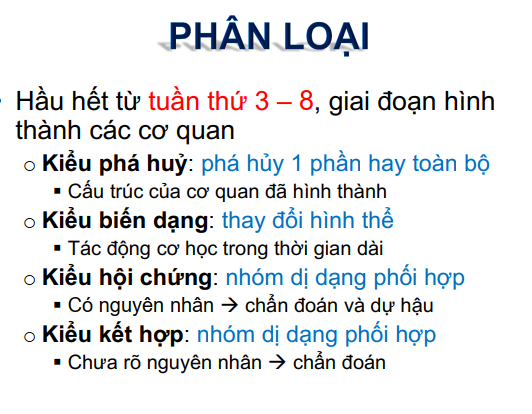 PHÂN LOẠI
• Hầu hết từ tuần thứ 3 – 8, giai đoạn hình
thành các cơ quan
o Kiểu phá huỷ: phá hủy 1 phần hay toàn bộ
▪ Cấu trúc của cơ quan đã hình thành
o Kiểu biến dạng: thay đổi hình thể
▪ Tác động cơ học trong thời gian dài
o Kiểu hội chứng: nhóm dị dạng phối hợp
▪ Có nguyên nhân → chẩn đoán và dự hậu
o Kiểu kết hợp: nhóm dị dạng phối hợp
▪ Chưa rõ nguyên nhân → chẩn đoán